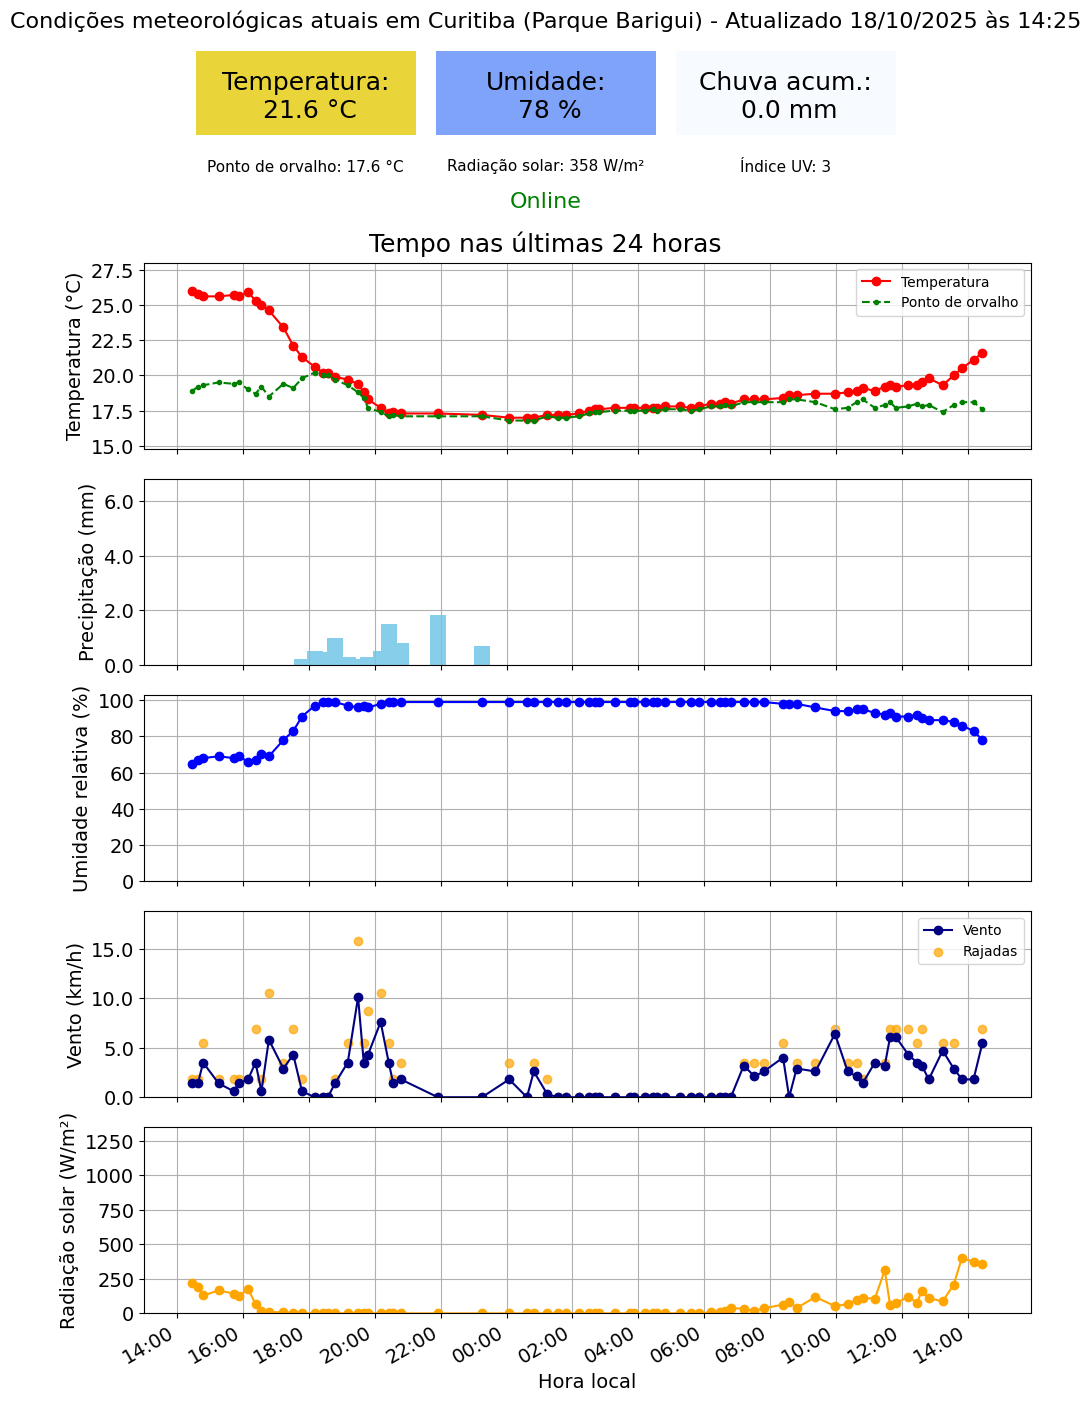 Condições meteorológicas atuais em Curitiba (Parque Barigui) - Atualizado 18/10/2025 às 14:25
Temperatura:
21.6 °C
Umidade:
78 %
Chuva acum.:
0.0 mm
Ponto de orvalho: 17.6 °C
Radiação solar: 358 W/m²
Índice UV: 3
Online
Tempo nas últimas 24 horas
Temperatura (°C)
27.5
25.0
22.5
20.0
17.5
15.0
Temperatura
Ponto de orvalho
Precipitação (mm)
6.0
4.0
2.0
0.0
Umidade relativa (%)
100
80
60
40
20
0
Vento (km/h)
15.0
10.0
5.0
0.0
Vento
Rajadas
Radiação solar (W/m²)
1250
1000
750
500
250
0
14:00
16:00
18:00
20:00
22:00
00:00
02:00
04:00
06:00
08:00
10:00
12:00
14:00
Hora local